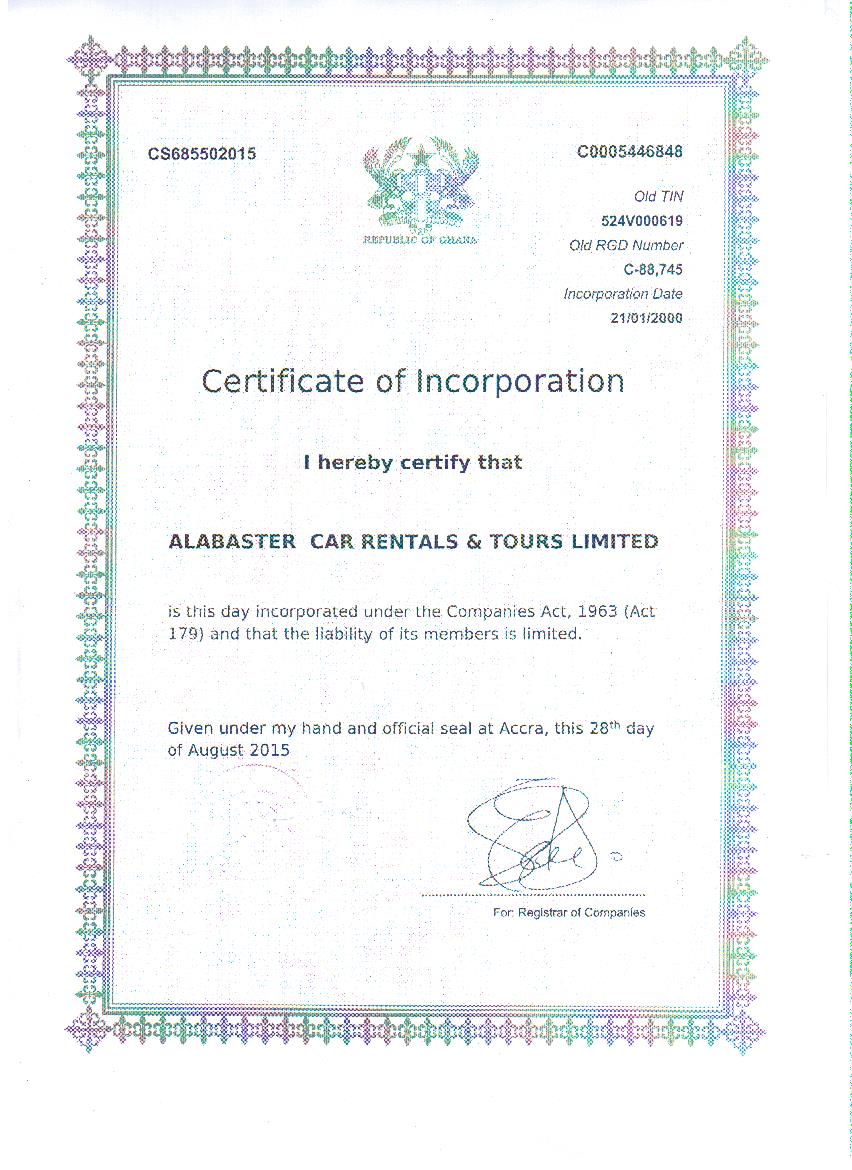 CS685502015
C0005446848
REPUBLIC OF GHANA
Old TIN
524V000619
Old RGD Number
C-88,745
Incorporation Date
21/01/2000
Certificate of Incorporation
I hereby certify that
ALABASTER CAR RENTALS & TOURS LIMITED
is this day incorporated under the Companies Act, 1963 (Act
179) and that the liability of its members is limited.
Given under my hand and official seal at Accra, this 28th day
of August 2015
For: Registrar of Companies